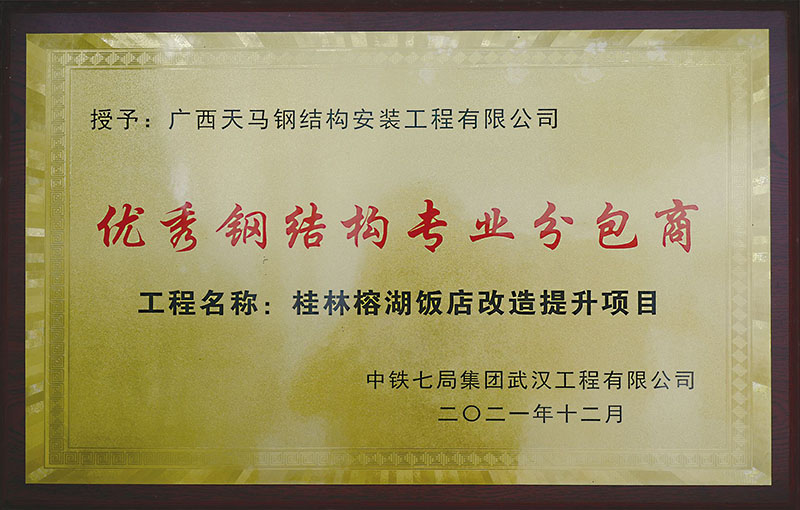 授予：广西天马钢结构安装工程有限公司
优秀钢结构专业分包商
工程名称：桂林榕湖饭店改造提升项目
中铁七局集团武汉工程有限公司
二〇二一年十二月